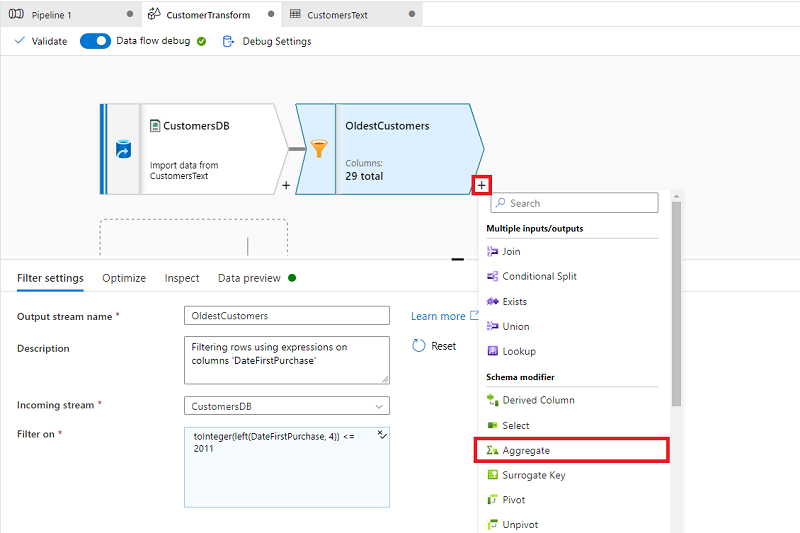 Pipeline 1
CustomerTransform
CustomersText
Validate
Data flow debug
Debug Settings
CustomersDB
Import data from
CustomersText
+
OldestCustomers
Columns:
29 total
+
Search
Multiple inputs/outputs
Join
Conditional Split
Exists
Union
Lookup
Schema modifier
Derived Column
Select
Aggregate
Surrogate Key
Pivot
Unpivot
Filter settings
Optimize
Inspect
Data preview
Output stream name *
OldestCustomers
Learn more
Description
Filtering rows using expressions on
columns 'DateFirstPurchase'
Reset
Incoming stream *
CustomersDB
Filter on *
toInteger(left(DateFirstPurchase, 4)) <=
2011